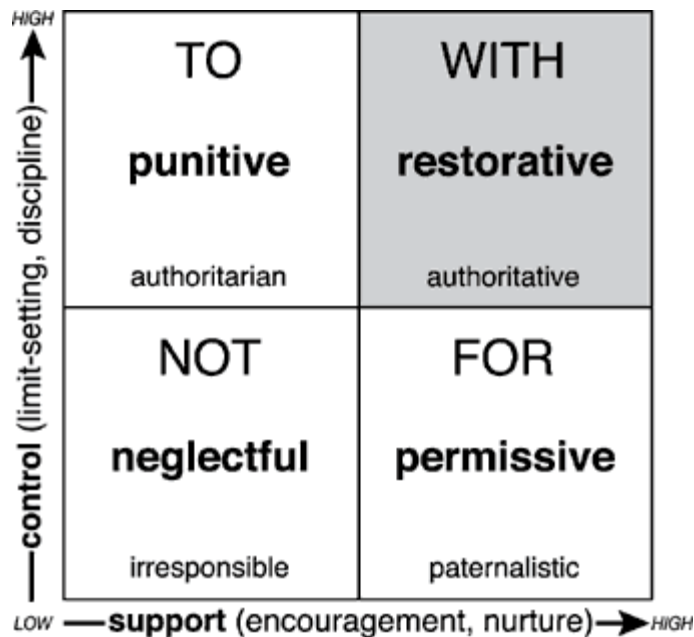 HIGH
TO
WITH
punitive
restorative
authoritarian
authoritative
control (limit-setting, discipline)
NOT
FOR
neglectful
permissive
irresponsible
paternalistic
LOW
support (encouragement, nurture)
HIGH